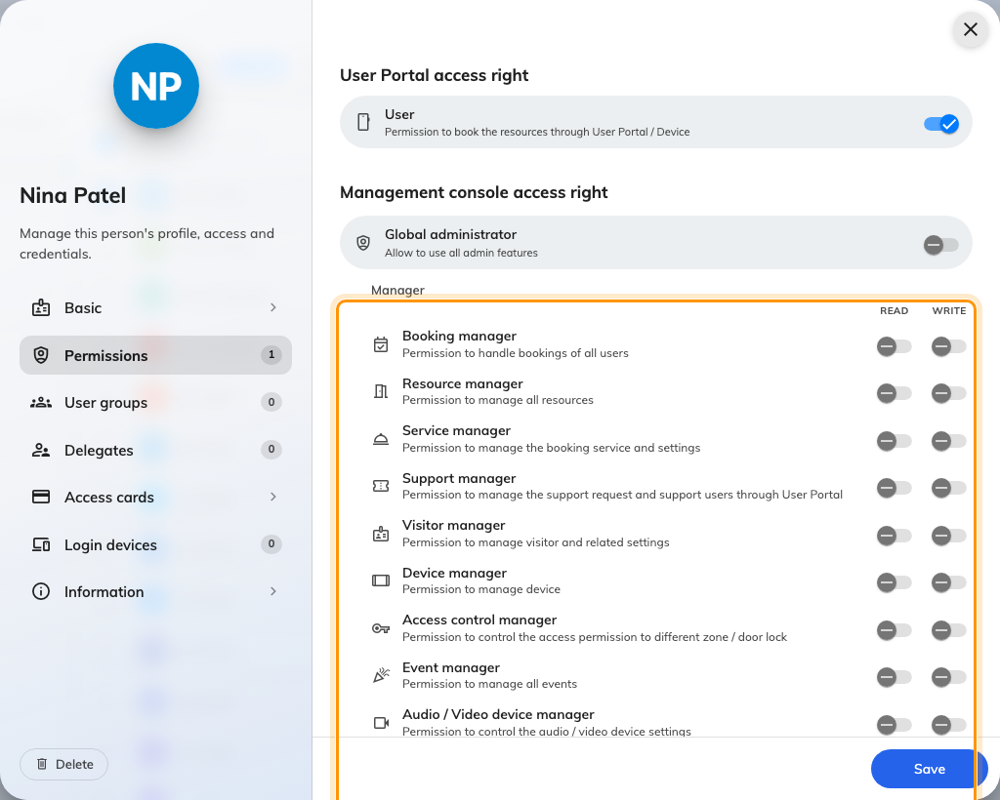 NP
Nina Patel
Manage this person's profile, access and
credentials.
Basic
Permissions 1
User groups 0
Delegates 0
Access cards
Login devices 0
Information
Delete
User Portal access right
User
Permission to book the resources through User Portal / Device
Management console access right
Global administrator
Allow to use all admin features
Manager
READ WRITE
Booking manager
Permission to handle bookings of all users
Resource manager
Permission to manage all resources
Service manager
Permission to manage the booking service and settings
Support manager
Permission to manage the support request and support users through User Portal
Visitor manager
Permission to manage visitor and related settings
Device manager
Permission to manage device
Access control manager
Permission to control the access permission to different zone / door lock
Event manager
Permission to manage all events
Audio / Video device manager
Permission to control the audio / video device settings
Save